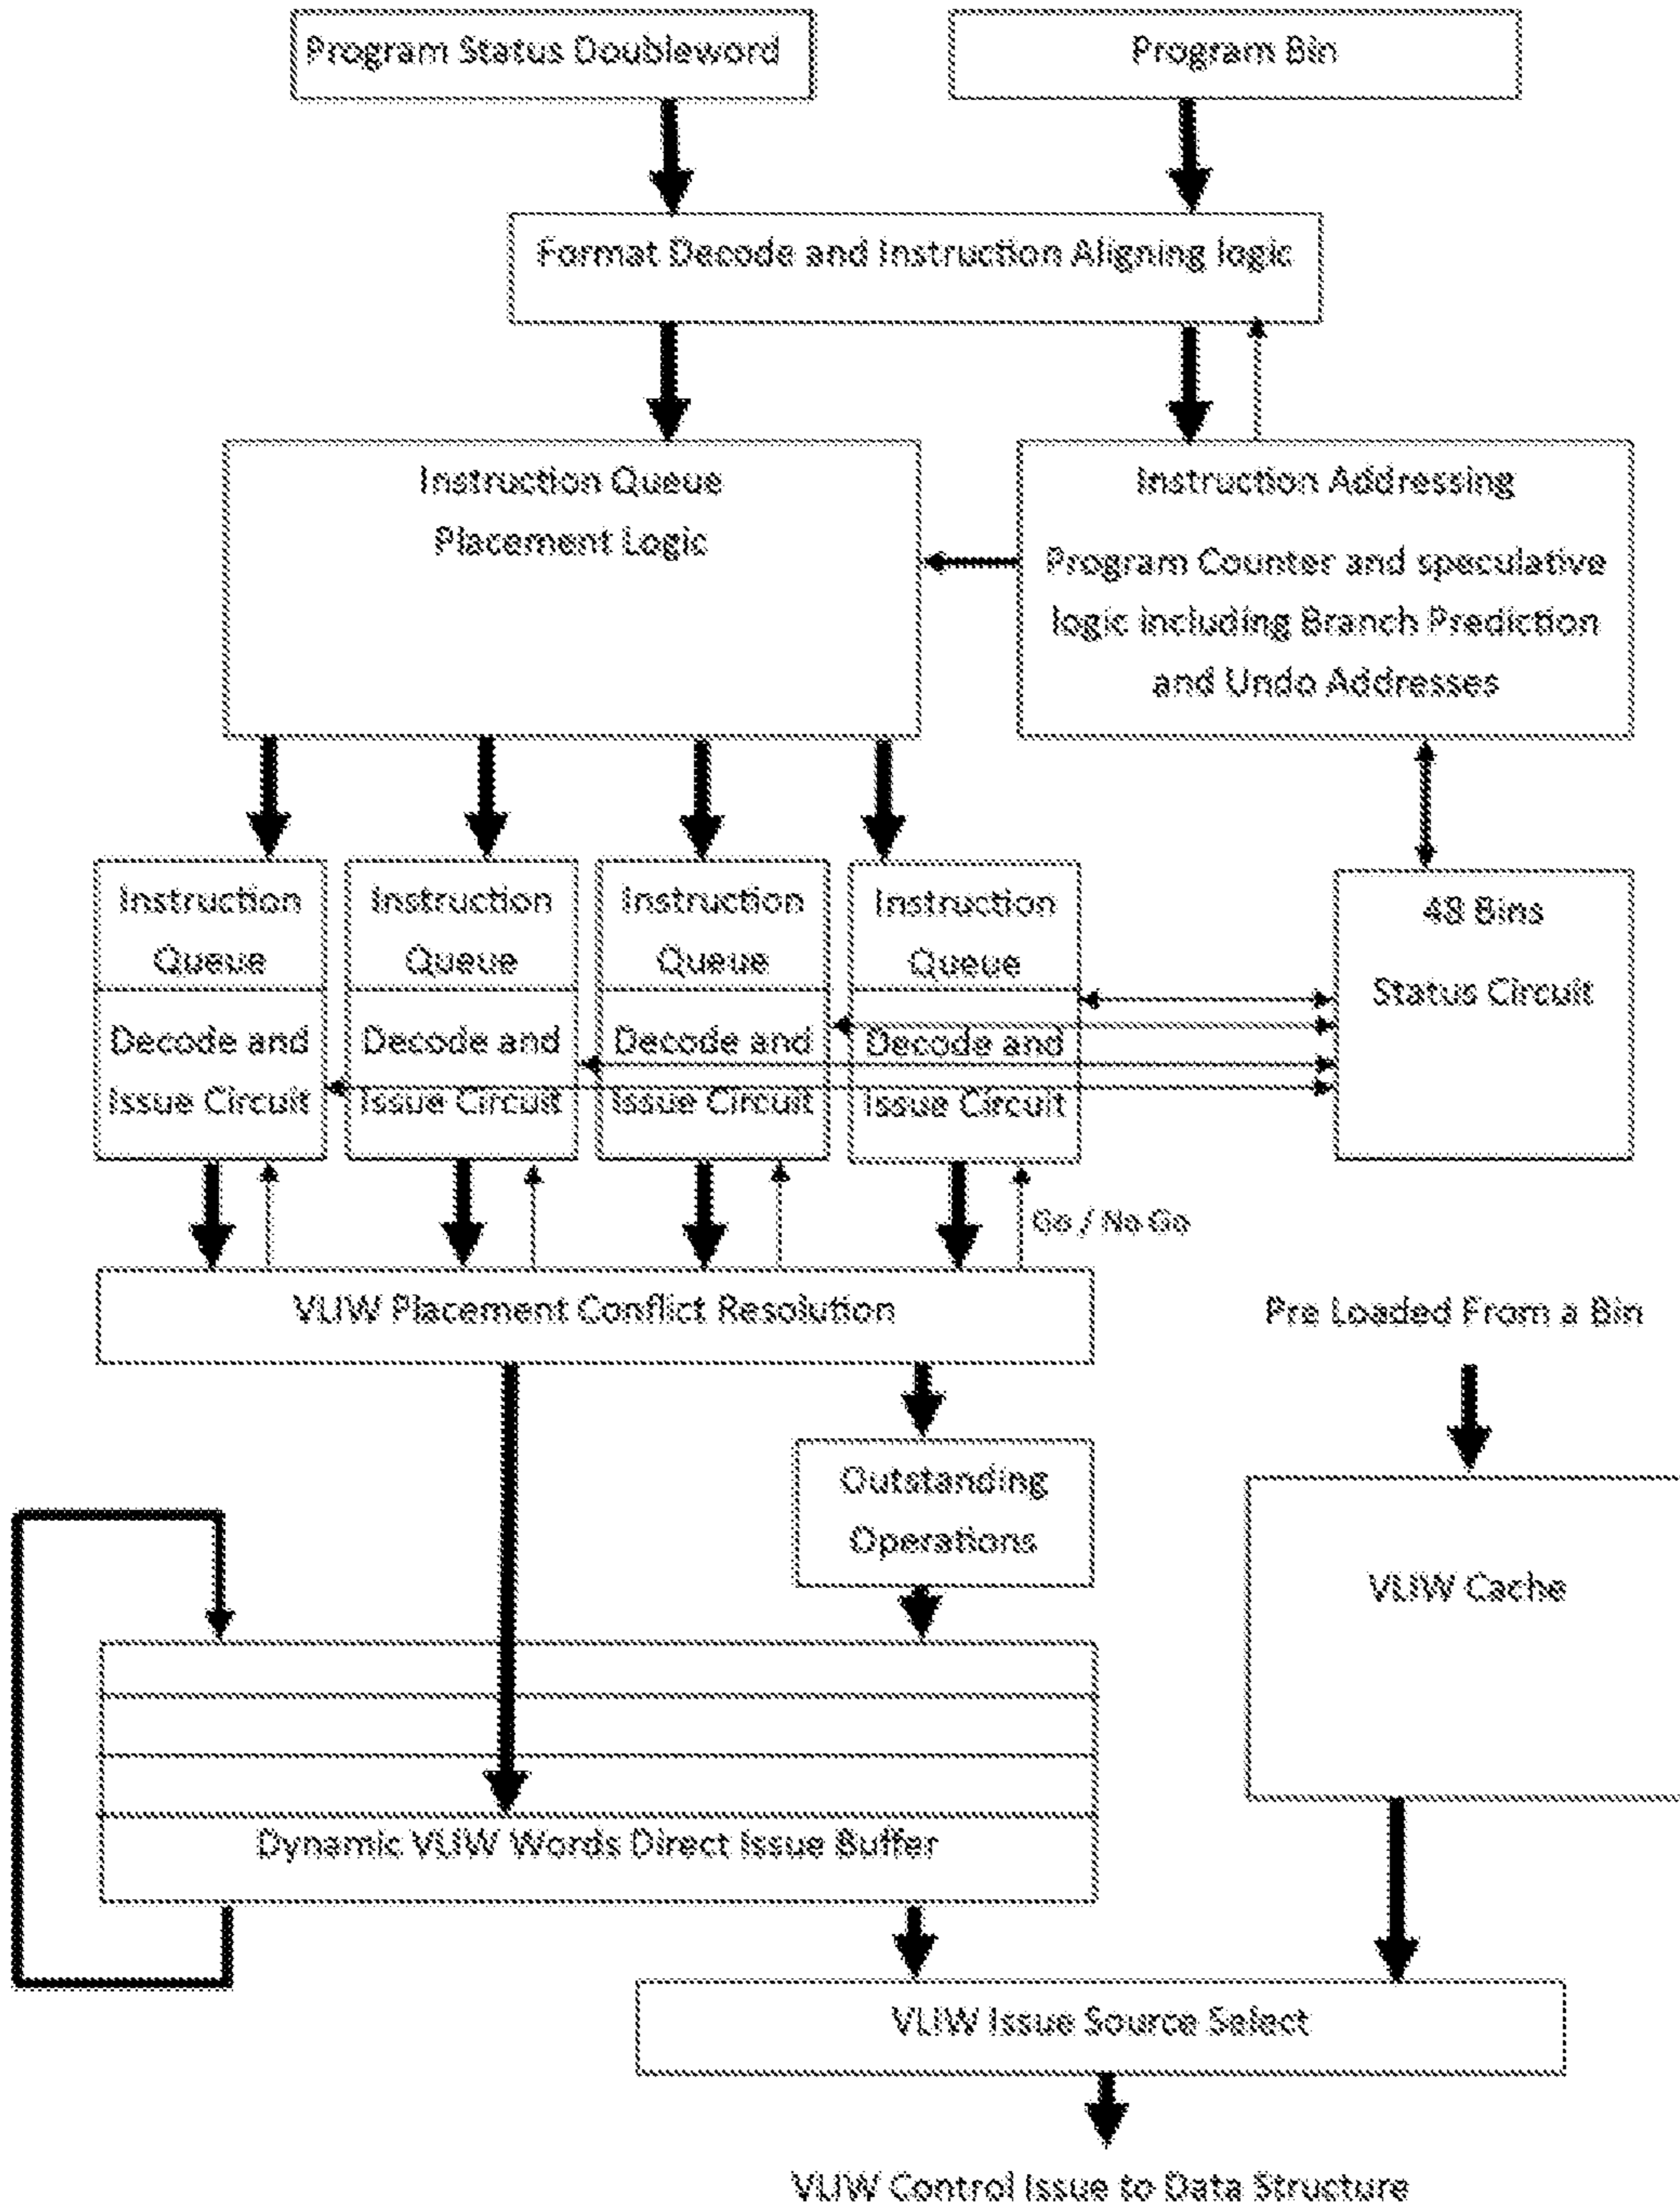 Program Status Doubleword
Program Bin
Format Decode and Instruction Aligning logic
Instruction Queue
Placement Logic
Instruction Addressing
Program Counter and speculative
logic including Branch Prediction
and Undo Addresses
Instruction
Queue
Decode and
Issue Circuit
Instruction
Queue
Decode and
Issue Circuit
Instruction
Queue
Decode and
Issue Circuit
Instruction
Queue
Decode and
Issue Circuit
48 Bins
Status Circuit
Go / No Go
VLIW Placement Conflict Resolution
Pre Loaded From a Bin
Outstanding
Operations
VLIW Cache
Dynamic VLIW Words Direct Issue Buffer
VLIW Issue Source Select
VLIW Control Issue to Data Structure